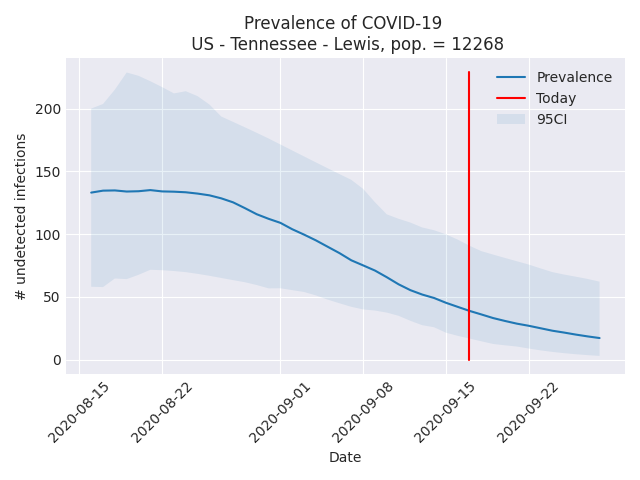 Prevalence of COVID-19
US - Tennessee - Lewis, pop. = 12268
Prevalence
Today
95CI
# undetected infections
200
150
100
50
0
2020-08-15
2020-08-22
2020-09-01
2020-09-08
2020-09-15
2020-09-22
Date